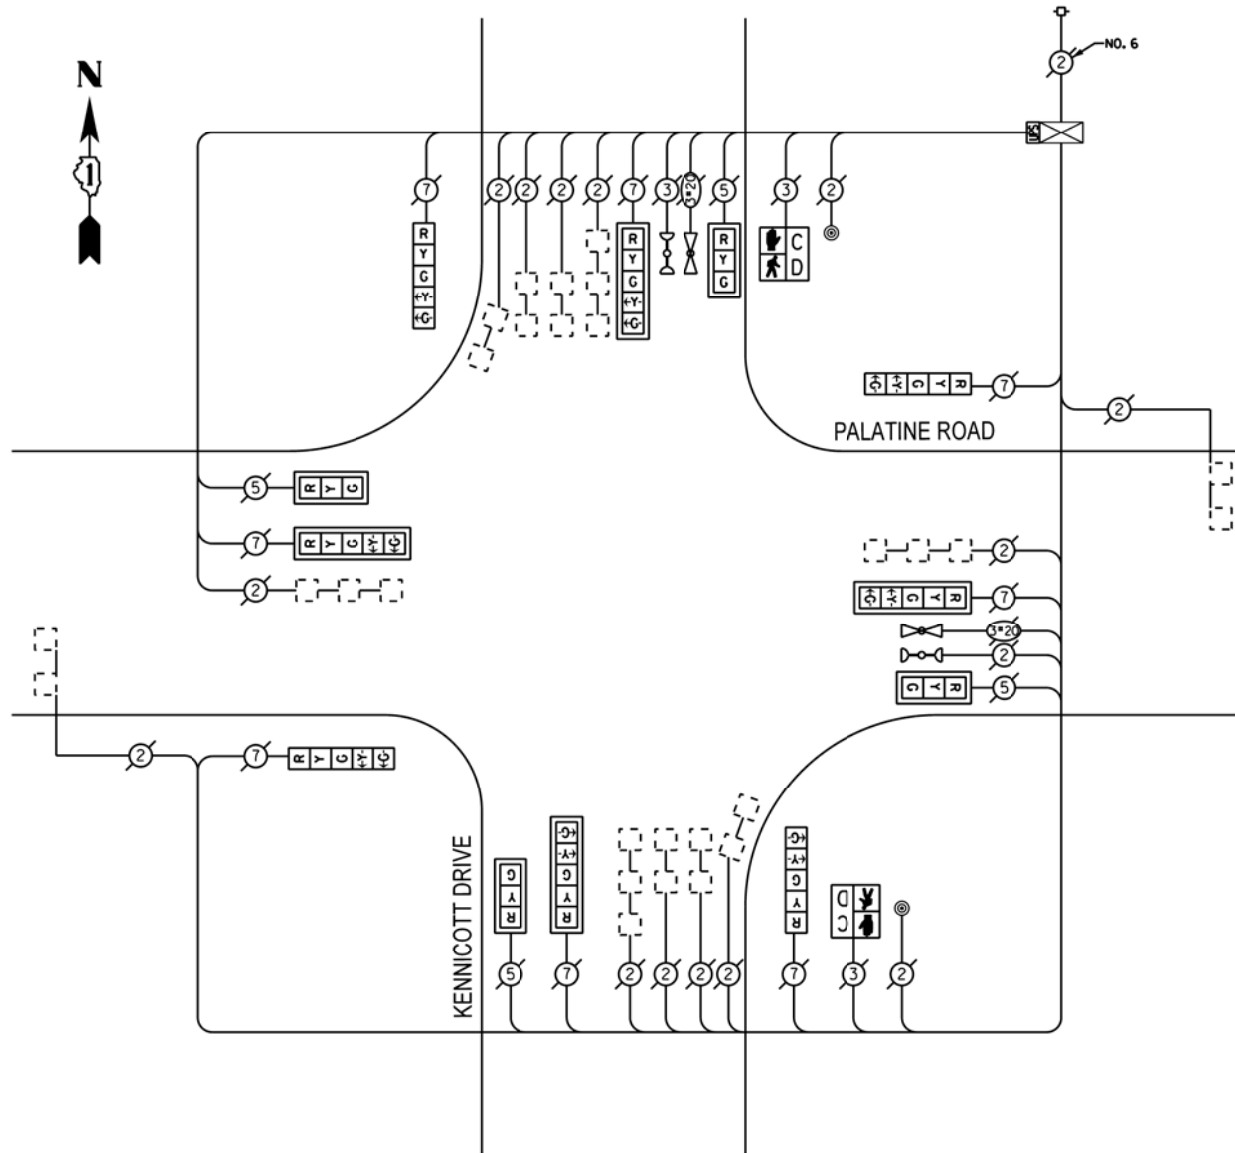 N
1
2
NO. 6
UPS
7 2 2 2 2 7 3 3#20 5 3 2
R
Y
G
←Y-
←G-
R
Y
G
←Y-
←G-
R
Y
G
C
D
←G- ←Y- G Y R 7
2
PALATINE ROAD
5 R Y G
7 R Y G ←Y- ←G-
2
2
←G- ←Y- G Y R 7
3#20
2
G Y R 5
2
7 R Y G ←Y- ←G-
KENNICOTT DRIVE
G
Y
R
←G-
←Y-
G
Y
R
←G-
←Y-
G
Y
R
D
C
5 7 2 2 2 2 7 3 2